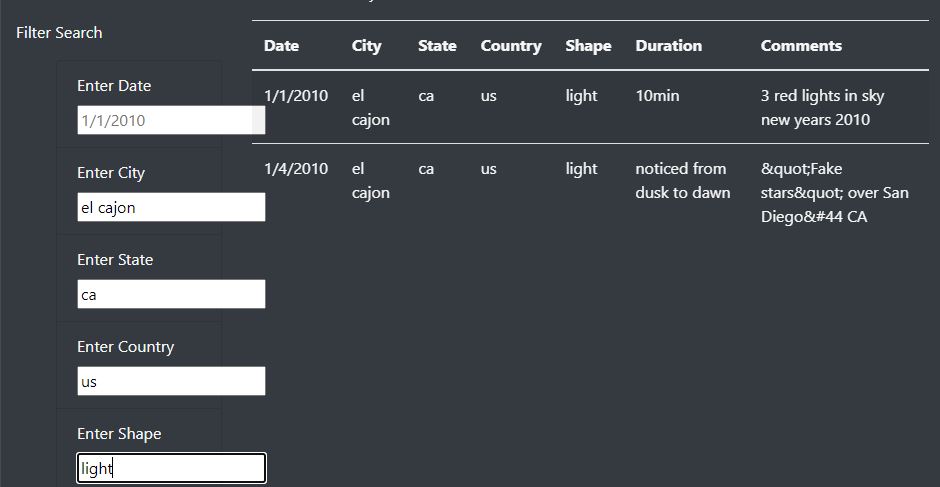 Filter Search
Enter Date
1/1/2010
Enter City
el cajon
Enter State
ca
Enter Country
us
Enter Shape
light
Date City State Country Shape Duration Comments
1/1/2010 el ca us light 10min 3 red lights in sky
cajon new years 2010
1/4/2010 el ca us light noticed from &quot;Fake
cajon dusk to dawn stars&quot; over San
Diego&#44 CA